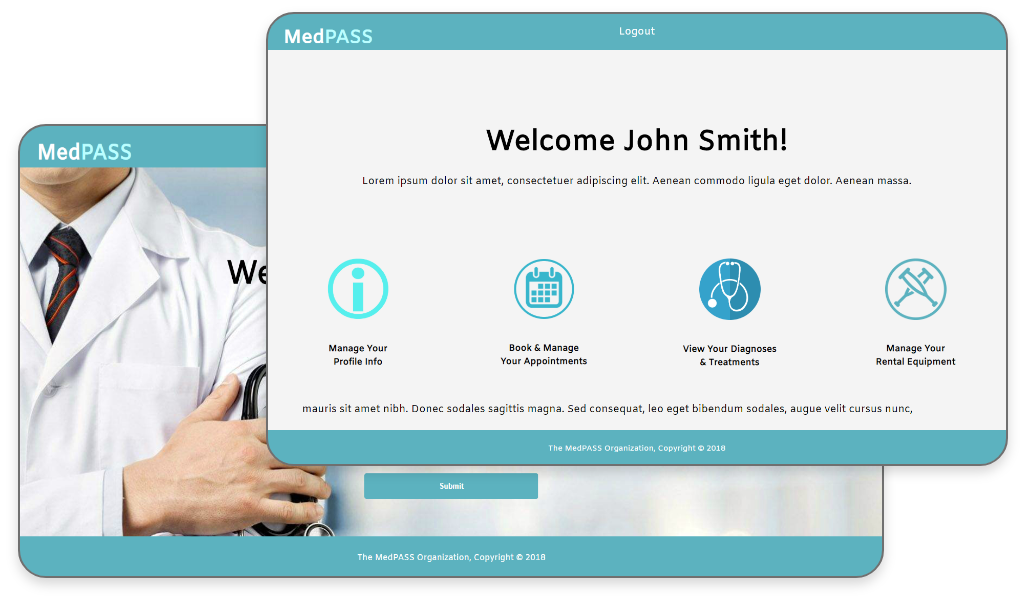 MedPASS
Logout
Welcome John Smith!
Lorem ipsum dolor sit amet, consectetuer adipiscing elit. Aenean commodo ligula eget dolor. Aenean massa.
Manage Your
Profile Info
Book & Manage
Your Appointments
View Your Diagnoses
& Treatments
Manage Your
Rental Equipment
mauris sit amet nibh. Donec sodales sagittis magna. Sed consequat, leo eget bibendum sodales, augue velit cursus nunc,
The MedPASS Organization, Copyright © 2018
MedPASS
We
Submit
The MedPASS Organization, Copyright © 2018